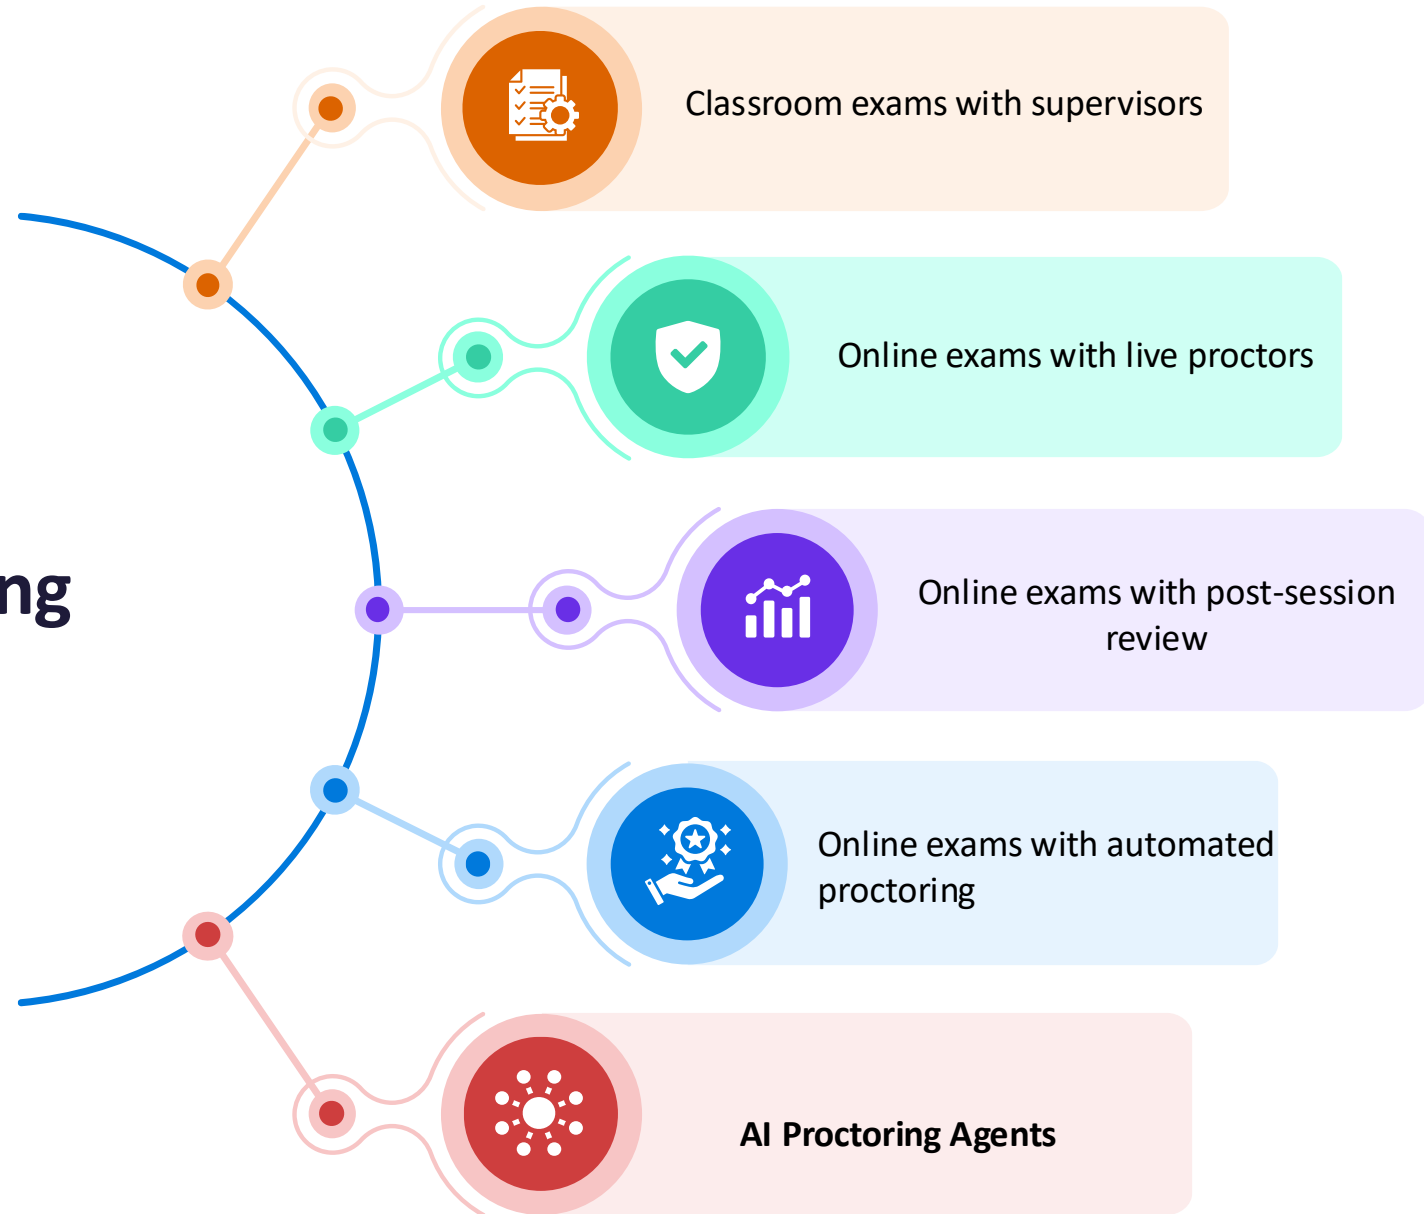 Classroom exams with supervisors
Online exams with live proctors
ng
Online exams with post-session
review
Online exams with automated
proctoring
AI Proctoring Agents